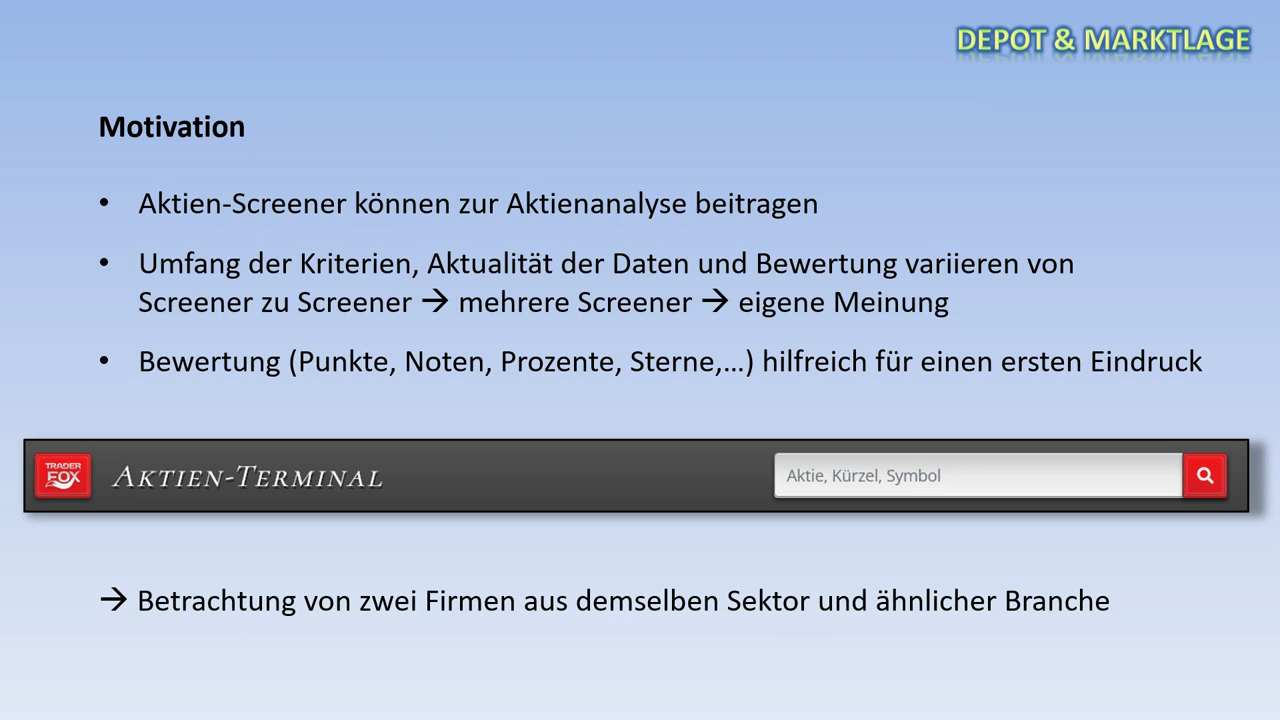 DEPOT & MARKTLAGE
Motivation
• Aktien-Screener können zur Aktienanalyse beitragen
• Umfang der Kriterien, Aktualität der Daten und Bewertung variieren von
Screener zu Screener → mehrere Screener → eigene Meinung
• Bewertung (Punkte, Noten, Prozente, Sterne,...) hilfreich für einen ersten Eindruck
TRADER
FOX
AKTIEN-TERMINAL
Aktie, Kürzel, Symbol
→ Betrachtung von zwei Firmen aus demselben Sektor und ähnlicher Branche